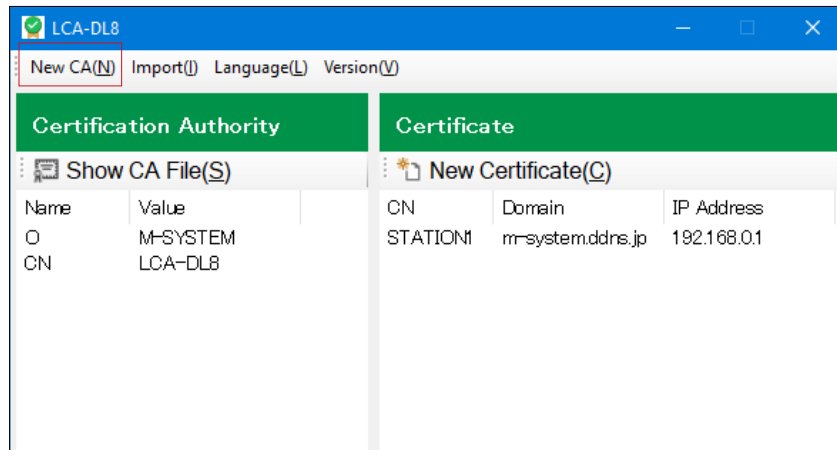 LCA-DL8
New CA(N) Import(I) Language(L) Version(V)
Certification Authority
Show CA File(S)
Name Value
O M-SYSTEM
CN LCA-DL8
Certificate
New Certificate(C)
CN Domain IP Address
STATION1 m-system.ddns.jp 192.168.0.1